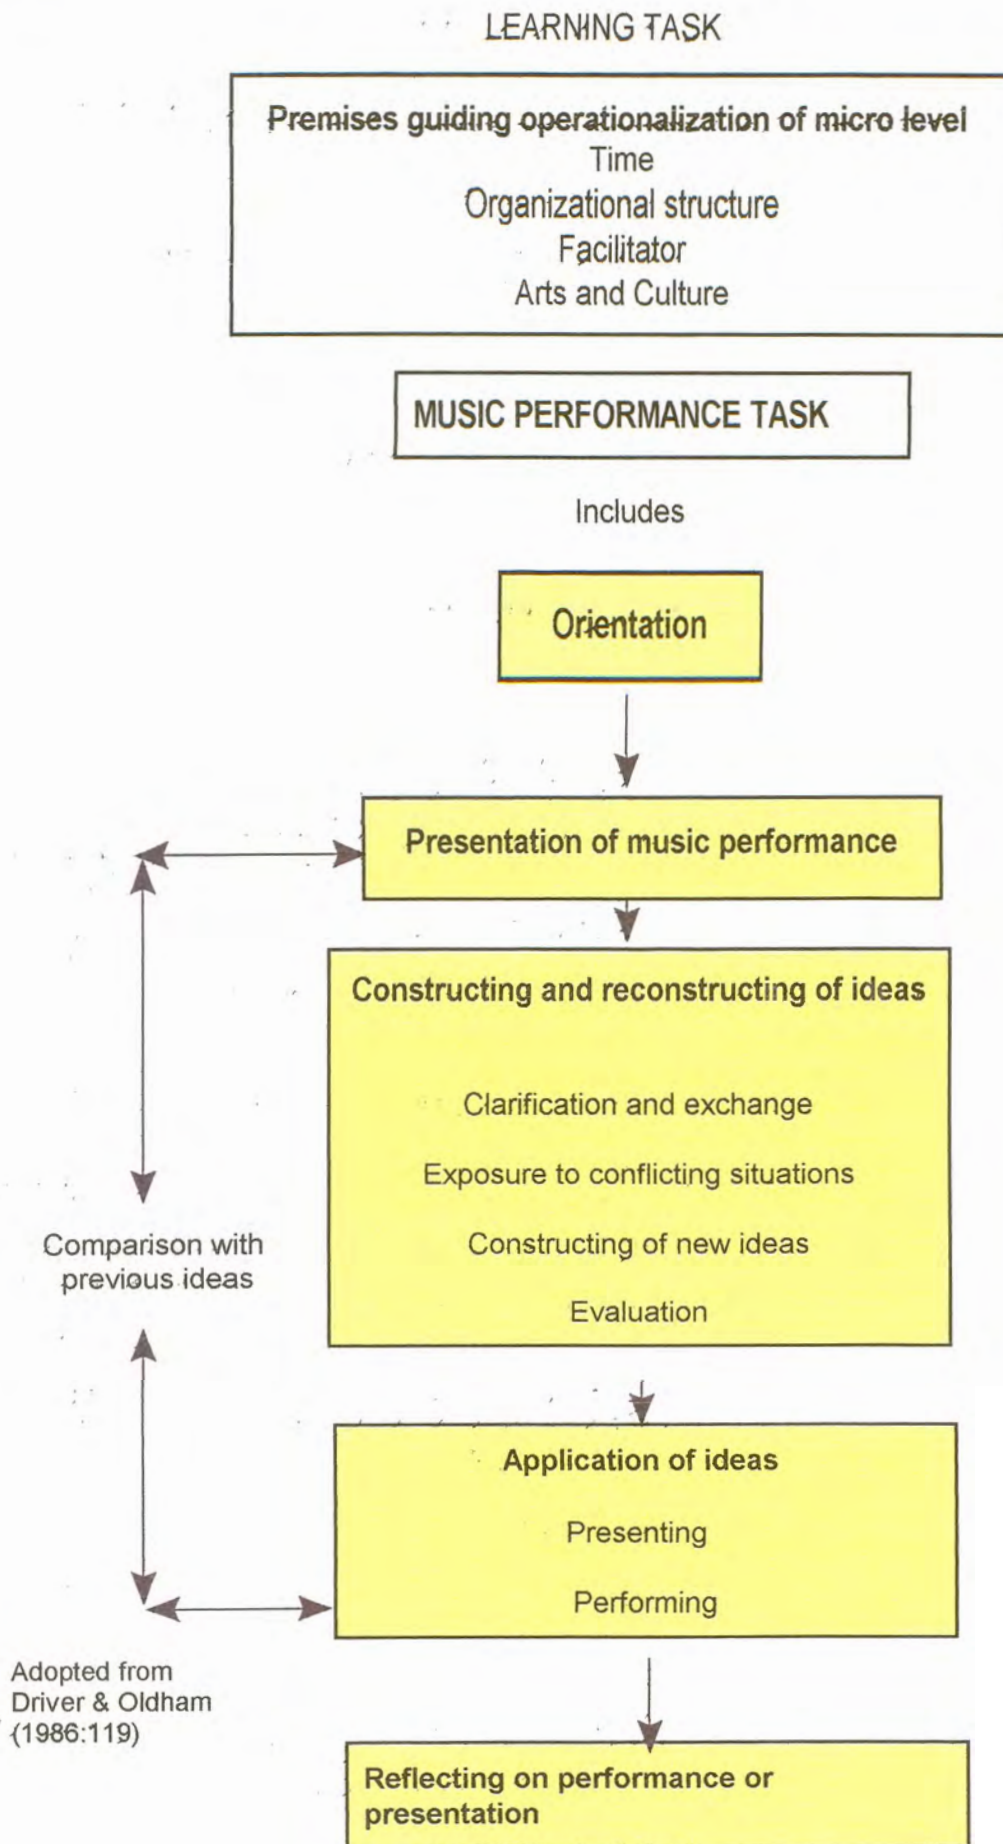 LEARNING TASK
Premises guiding operationalization of micro level
Time
Organizational structure
Facilitator
Arts and Culture
MUSIC PERFORMANCE TASK
Includes
Orientation
Presentation of music performance
Constructing and reconstructing of ideas
Clarification and exchange
Exposure to conflicting situations
Constructing of new ideas
Evaluation
Comparison with
previous ideas
Application of ideas
Presenting
Performing
Adopted from
Driver & Oldham
(1986:119)
Reflecting on performance or
presentation